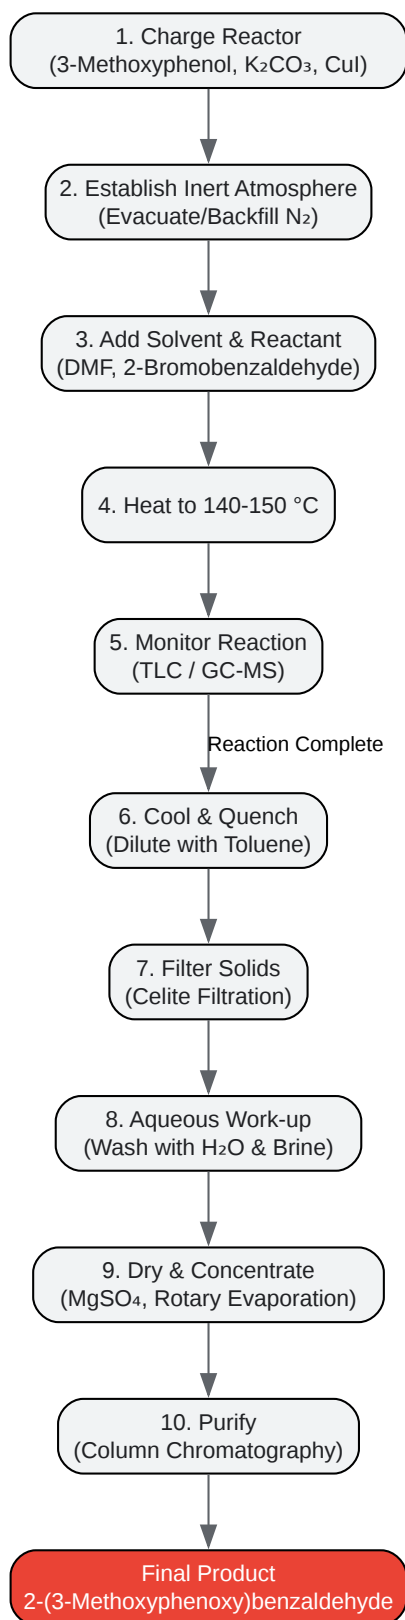 1. Charge Reactor
(3-Methoxyphenol, K₂CO₃, CuI)
2. Establish Inert Atmosphere
(Evacuate/Backfill N₂)
3. Add Solvent & Reactant
(DMF, 2-Bromobenzaldehyde)
4. Heat to 140-150 °C
5. Monitor Reaction
(TLC / GC-MS)
Reaction Complete
6. Cool & Quench
(Dilute with Toluene)
7. Filter Solids
(Celite Filtration)
8. Aqueous Work-up
(Wash with H₂O & Brine)
9. Dry & Concentrate
(MgSO₄, Rotary Evaporation)
10. Purify
(Column Chromatography)
Final Product
2-(3-Methoxyphenoxy)benzaldehyde